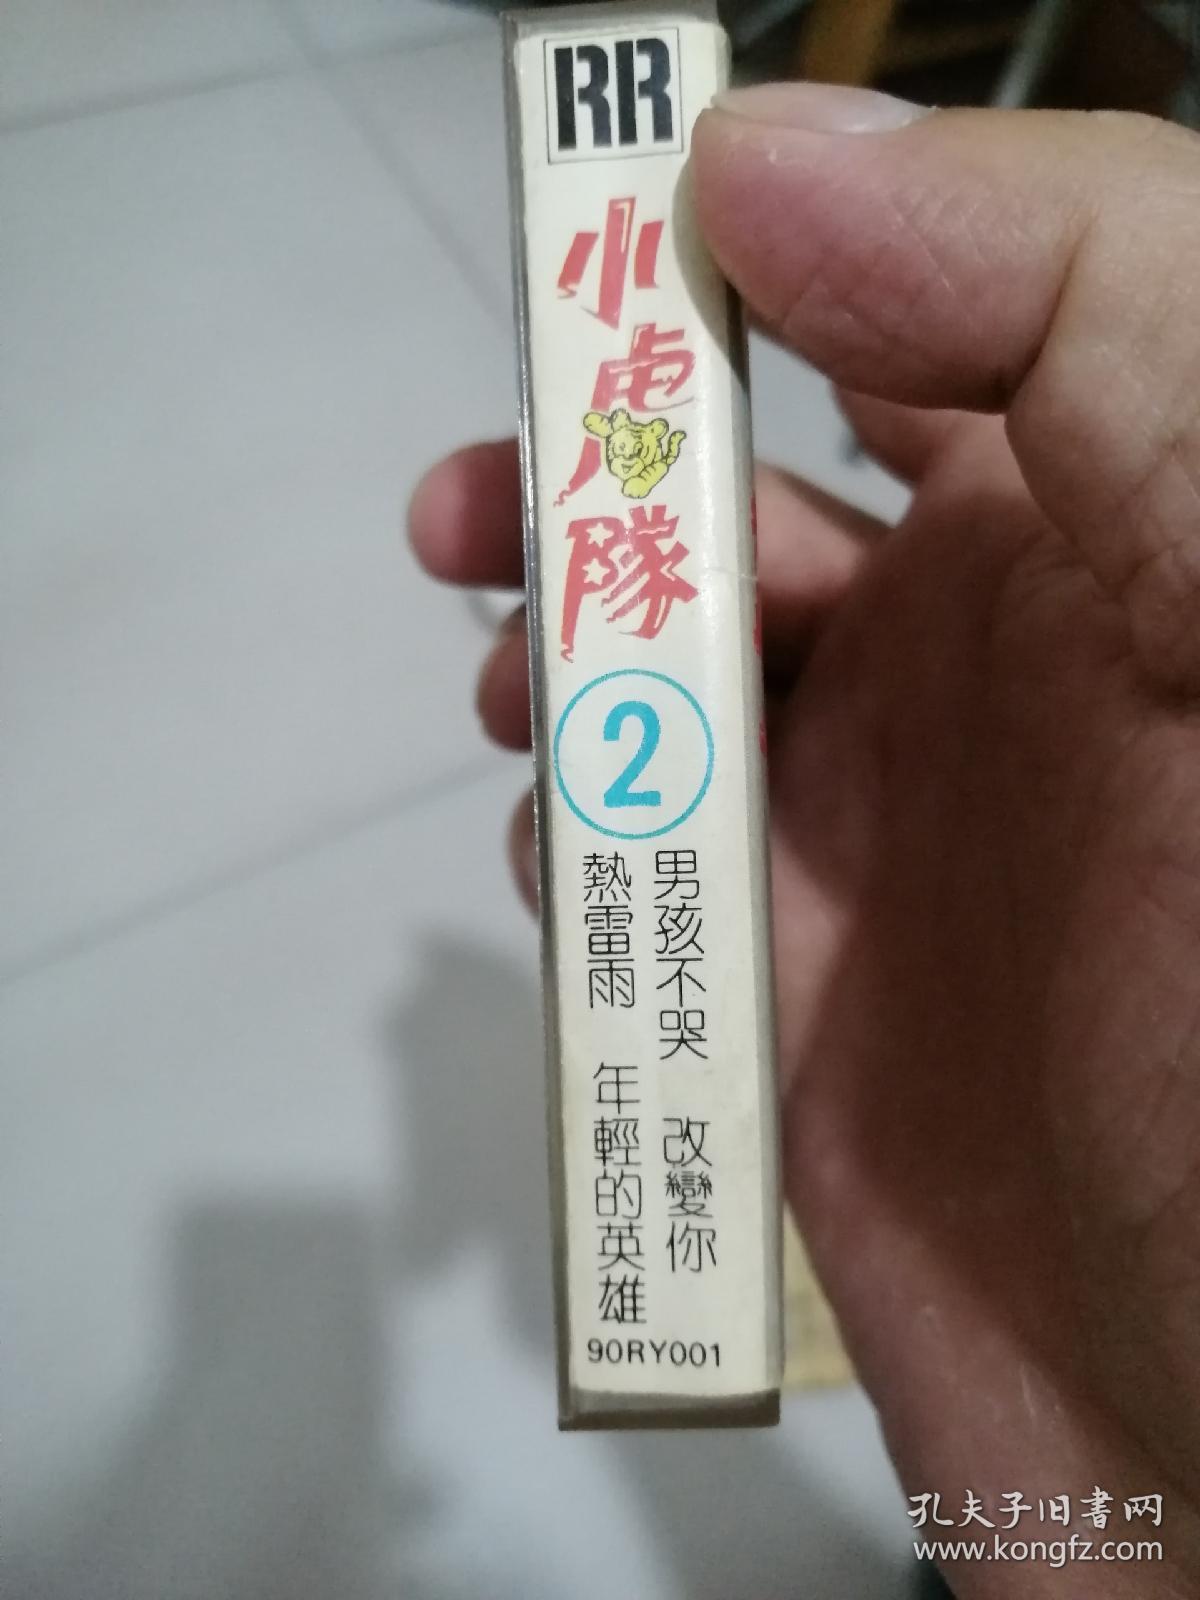 RR
小虎隊
2
男孩不哭 改變你
熱雷雨 年輕的英雄
90RY001
孔夫子旧书网
www.kongfz.com